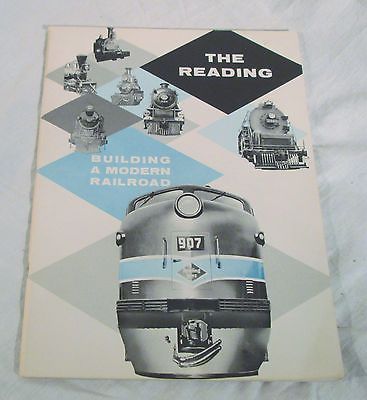 THE
READING
BUILDING
A MODERN
RAILROAD
907